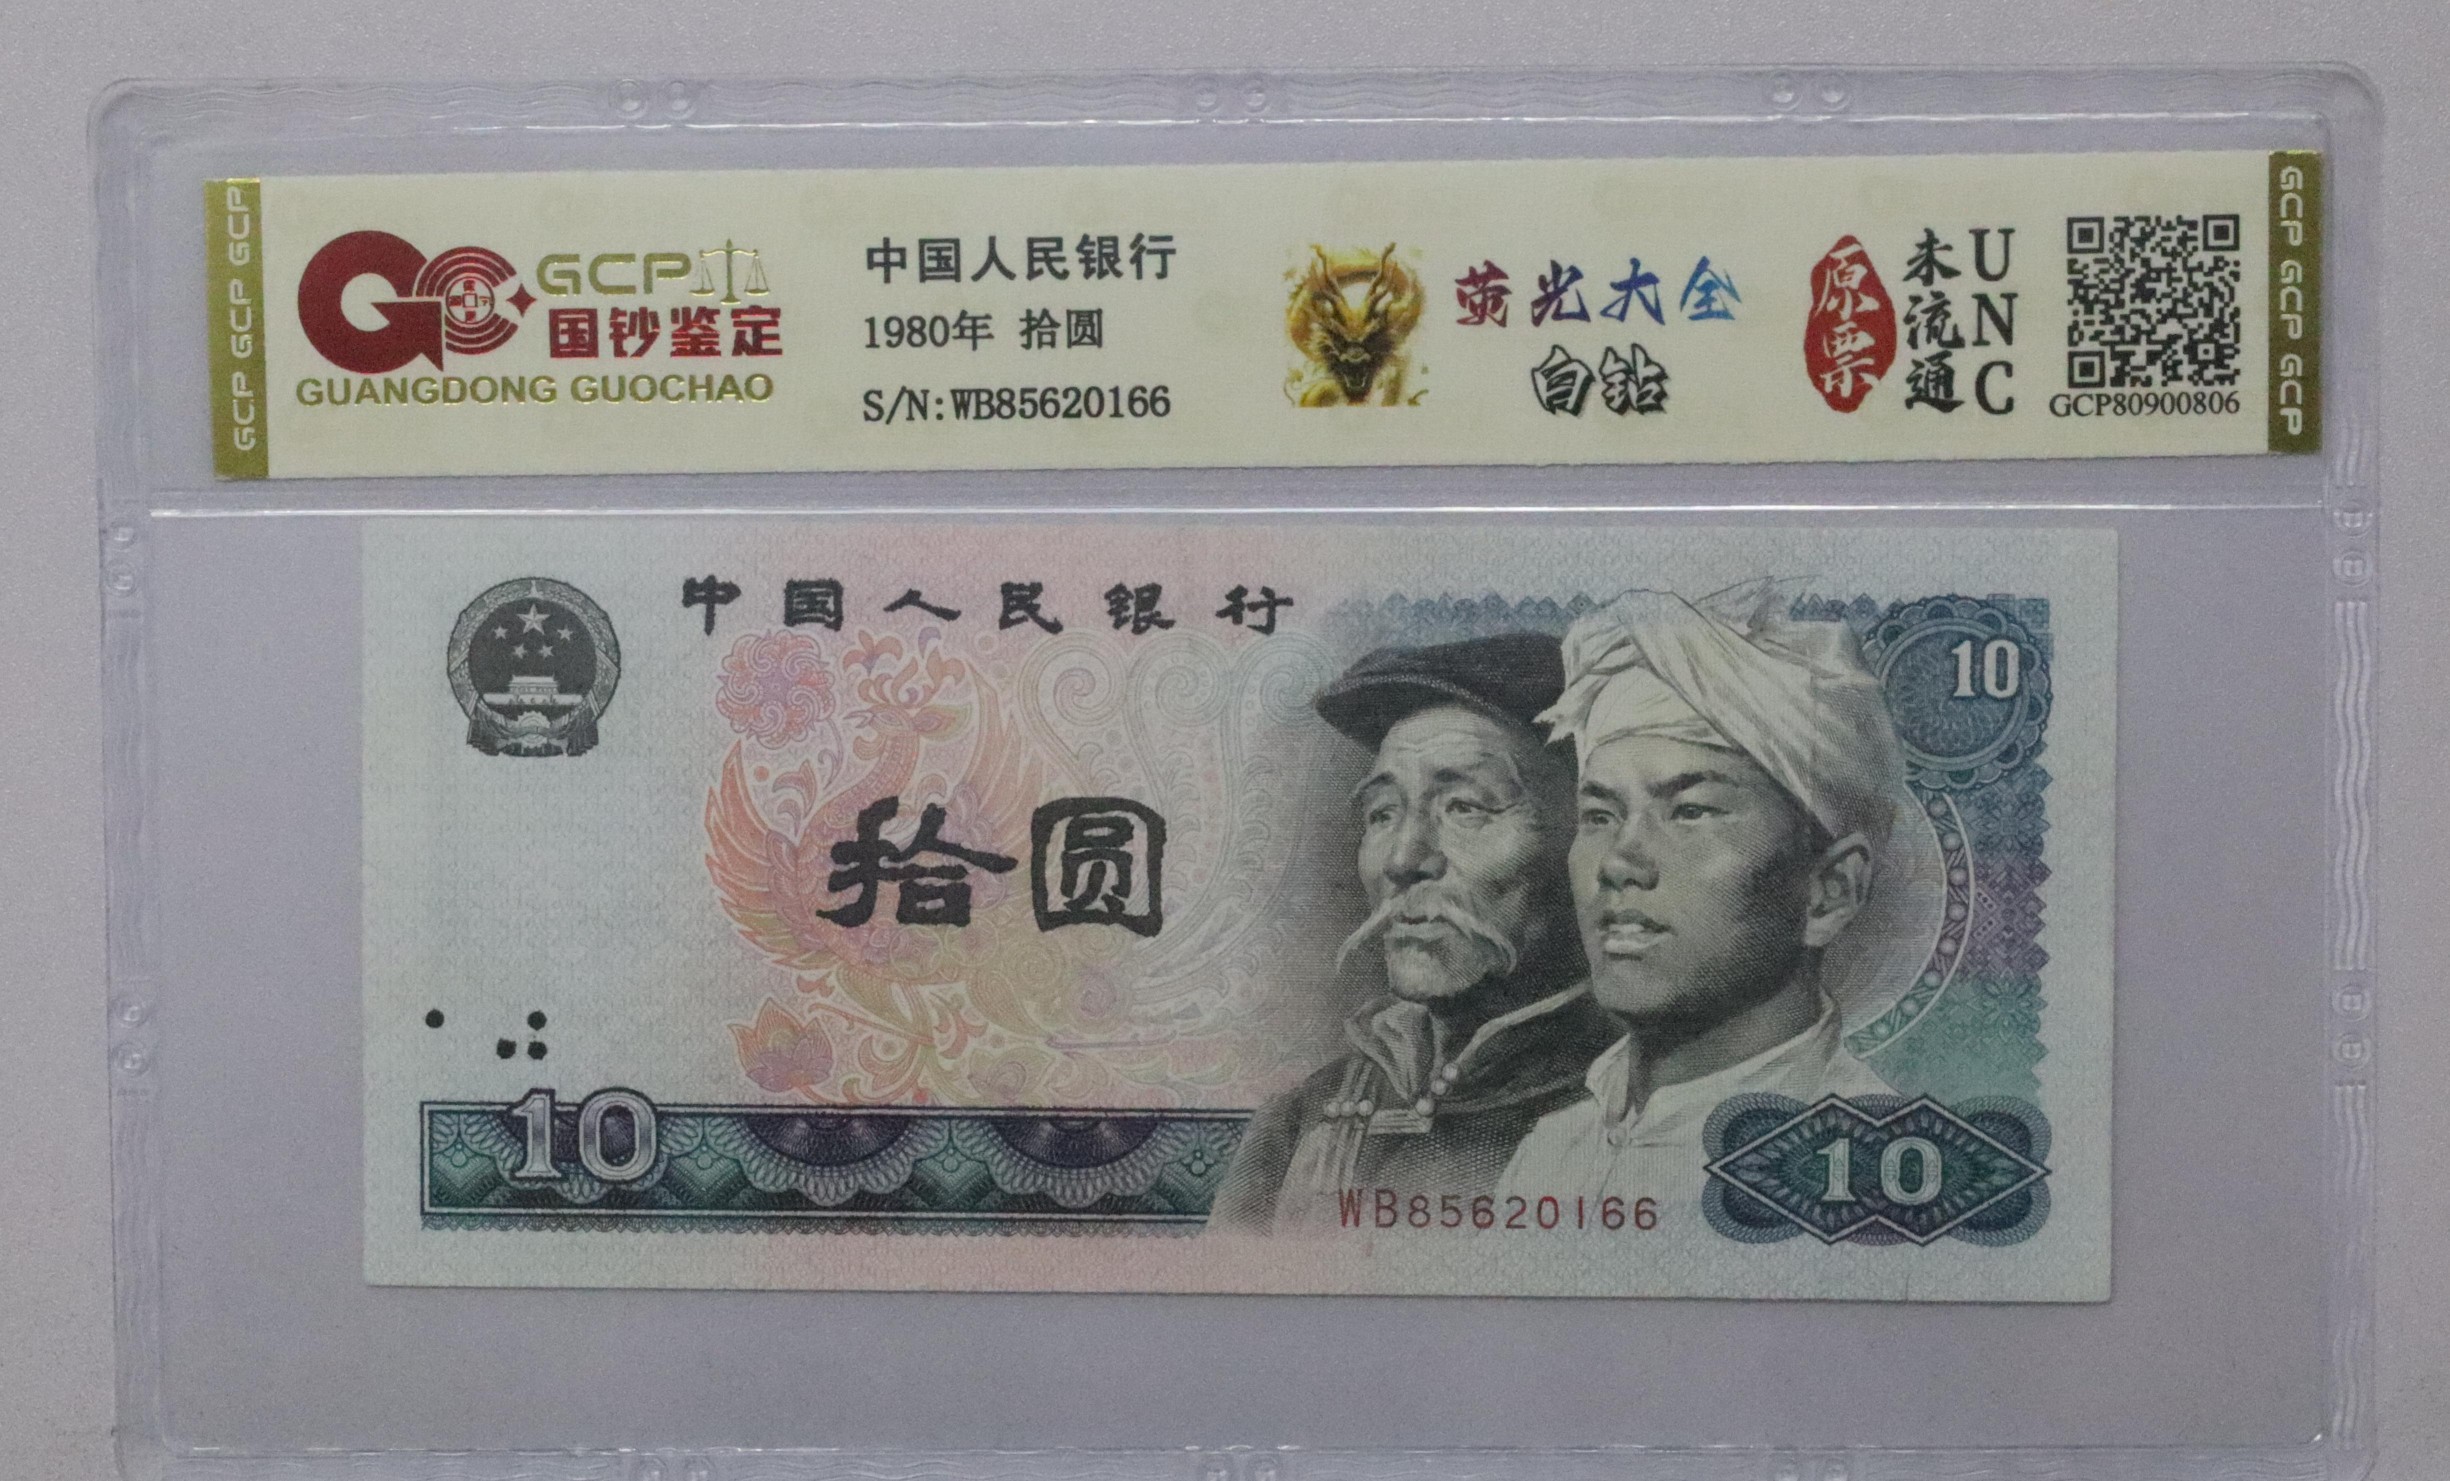 GCP GCP GCP
GCP
国钞鉴定
GUANGDONG GUOCHAO
中国人民银行
1980年 拾圆
S/N:WB85620166
荧光大全
白钻
原票
未流通
UNC
GCP80900806
GCP GCP GCP
中国人民银行
10
拾圆
10
WB85620166
10